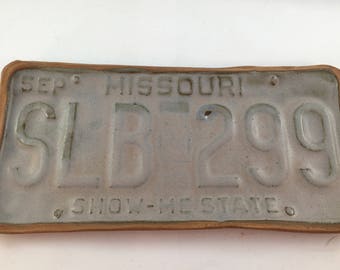 SEP MISSOURI
SLB 299
SHOW-ME STATE